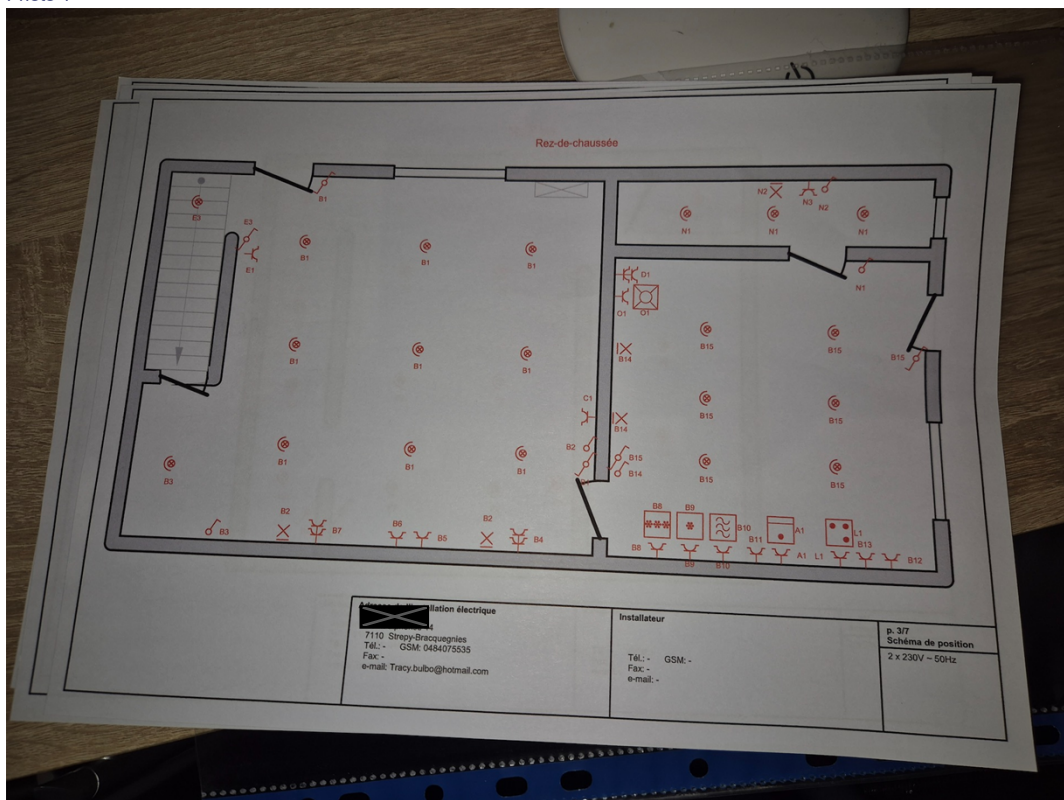 Rez-de-chaussée
E3
B1
N2
N3
N2
N1
N1
N1
E3
E1
B1
B1
B1
D1
N1
O1
O1
B1
B1
B1
B14
B15
B15
B15
C1
B14
B15
B15
B2
B15
B14
B1
B1
B1
B3
B15
B15
B3
B2
B7
B6
B5
B2
B4
B8
B9
B10
B11
A1
L1
B13
B8
B9
B10
A1
L1
B12
llation électrique
7110 Strepy-Bracquegnies
Tél.: - GSM: 0484075535
Fax: -
e-mail: Tracy.bulbo@hotmail.com
Installateur
Tél.: - GSM: -
Fax: -
e-mail: -
p. 3/7
Schéma de position
2 x 230V ~ 50Hz